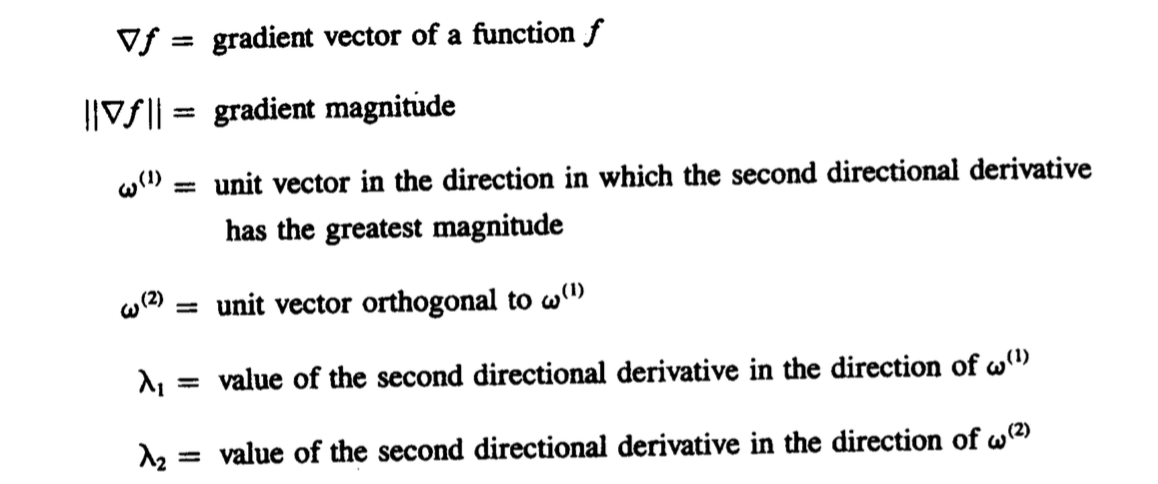 ∇f = gradient vector of a function f
||∇f|| = gradient magnitude
ω⁽¹⁾ = unit vector in the direction in which the second directional derivative
has the greatest magnitude
ω⁽²⁾ = unit vector orthogonal to ω⁽¹⁾
λ₁ = value of the second directional derivative in the direction of ω⁽¹⁾
λ₂ = value of the second directional derivative in the direction of ω⁽²⁾